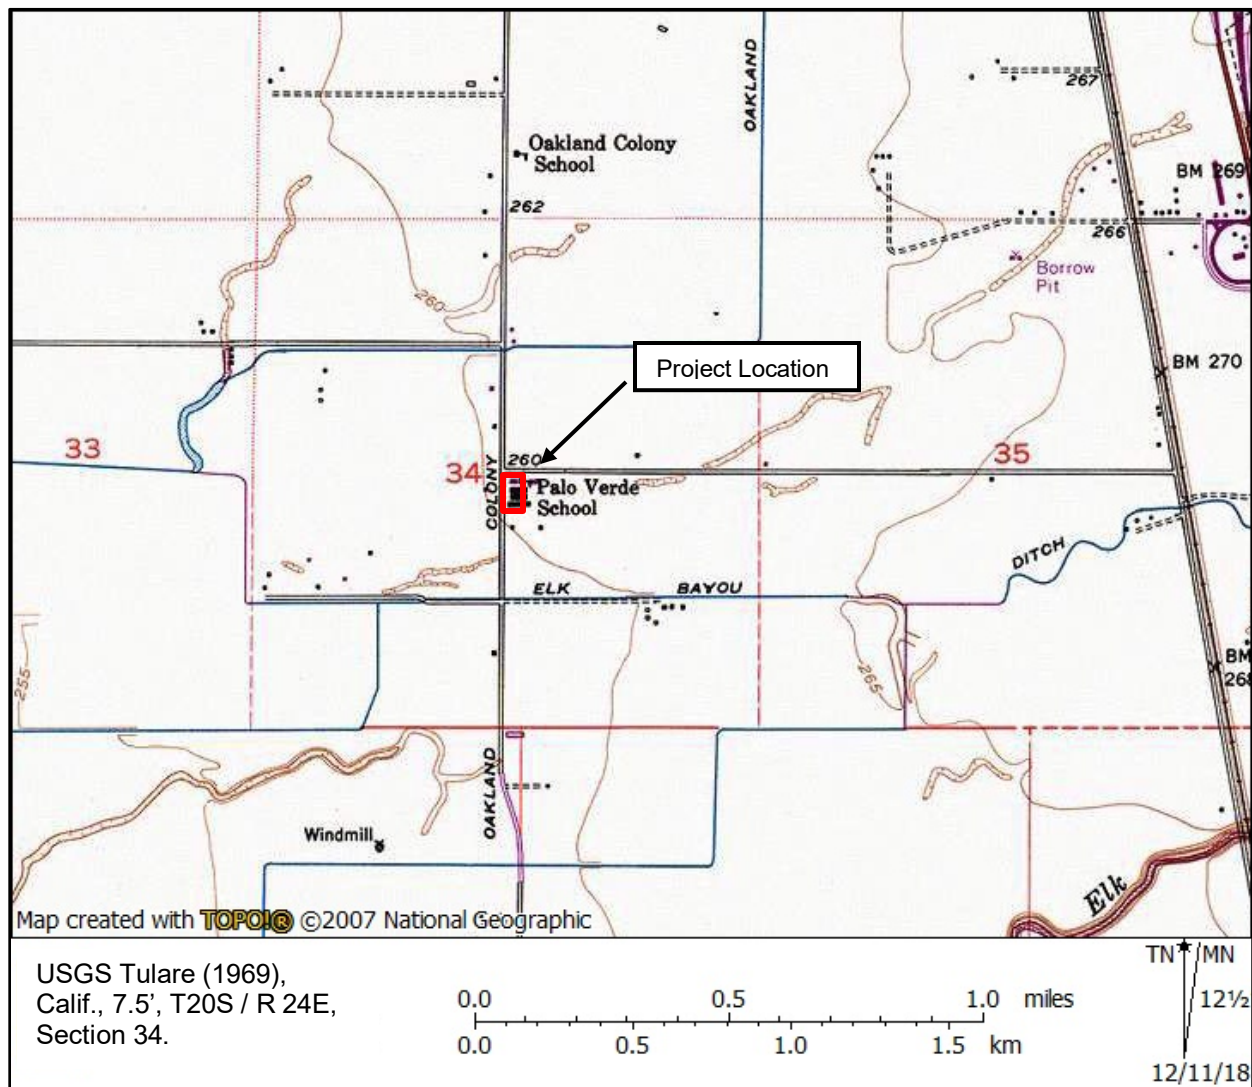 OAKLAND
267
Oakland Colony
School
BM 269
262
266
Borrow
Pit
260
BM 270
Project Location
33
34
260
35
COLONY
Palo Verde
School
DITCH
ELK BAYOU
255
265
BM
268
OAKLAND
Windmill
Elk
Map created with TOPO!® ©2007 National Geographic
USGS Tulare (1969),
Calif., 7.5’, T20S / R 24E,
Section 34.
0.0 0.5 1.0 miles
0.0 0.5 1.0 1.5 km
TN MN
12½
12/11/18